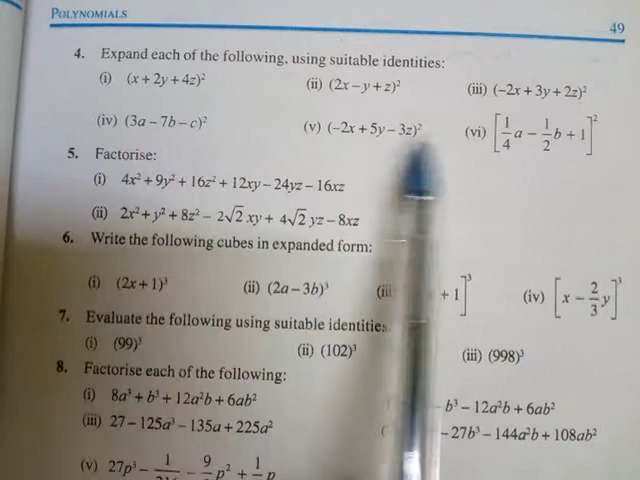 POLYNOMIALS
49
4. Expand each of the following, using suitable identities:
(i) (x + 2y + 4z)² (ii) (2x – y + z)² (iii) (–2x + 3y + 2z)²
(iv) (3a – 7b – c)² (v) (–2x + 5y – 3z)² (vi) [1/4 a – 1/2 b + 1]²
5. Factorise:
(i) 4x² + 9y² + 16z² + 12xy – 24yz – 16xz
(ii) 2x² + y² + 8z² – 2√2 xy + 4√2 yz – 8xz
6. Write the following cubes in expanded form:
(i) (2x + 1)³ (ii) (2a – 3b)³ + 1]³ (iv) [x – 2/3 y]³
7. Evaluate the following using suitable identities
(i) (99)³ (ii) (102)³ (iii) (998)³
8. Factorise each of the following:
(i) 8a³ + b³ + 12a²b + 6ab² b³ – 12a²b + 6ab²
(iii) 27 – 125a³ – 135a + 225a² – 27b³ – 144a²b + 108ab²
(v) 27p³ – 1 – 9 p² + 1 p